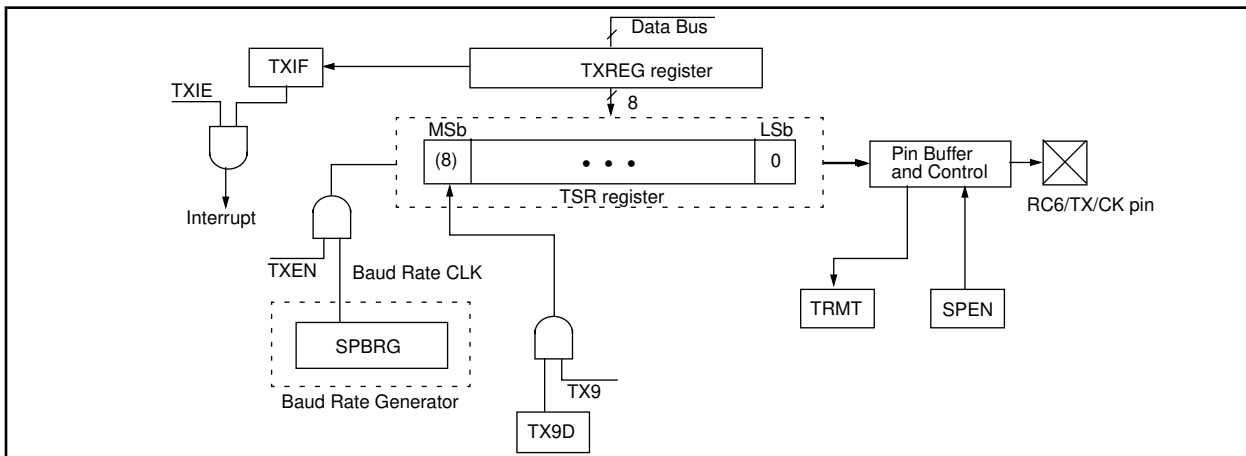 Data Bus
TXIF
TXREG register
TXIE
8
MSb
LSb
(8)
• • •
0
Pin Buffer
and Control
TSR register
RC6/TX/CK pin
Interrupt
TXEN
Baud Rate CLK
TRMT
SPEN
SPBRG
TX9
Baud Rate Generator
TX9D